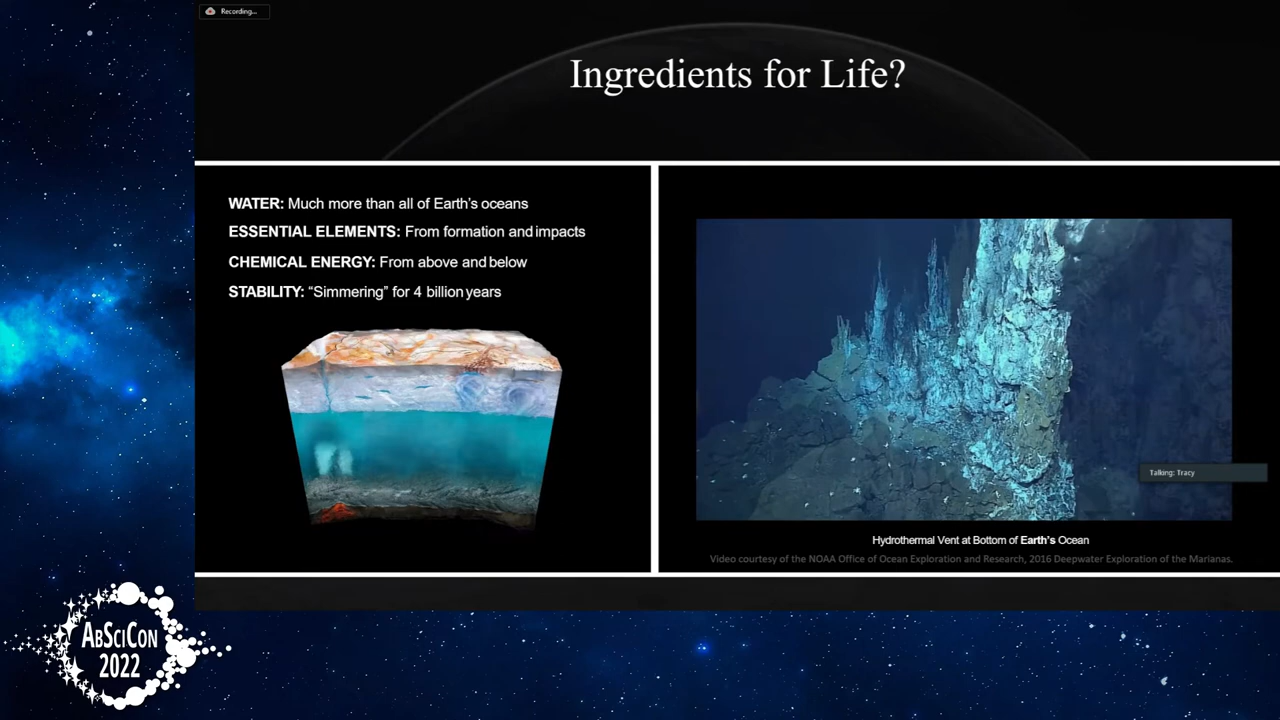 Recording...
Ingredients for Life?
WATER: Much more than all of Earth's oceans
ESSENTIAL ELEMENTS: From formation and impacts
CHEMICAL ENERGY: From above and below
STABILITY: “Simmering” for 4 billion years
Talking: Tracy
Hydrothermal Vent at Bottom of Earth's Ocean
Video courtesy of the NOAA Office of Ocean Exploration and Research, 2016 Deepwater Exploration of the Marianas.
ABSCICON
2022